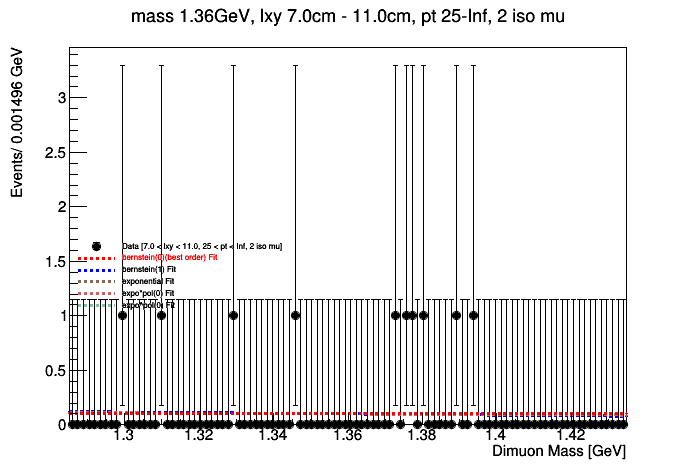 mass 1.36GeV, lxy 7.0cm - 11.0cm, pt 25-Inf, 2 iso mu
Events/ 0.001496 GeV
3
2.5
2
1.5
1
0.5
0
Data [7.0 < lxy < 11.0, 25 < pt < Inf, 2 iso mu]
bernstein(0)(best order) Fit
bernstein(1) Fit
exponential Fit
expo*pol(0) Fit
expo*pol(0) Fit
1.3 1.32 1.34 1.36 1.38 1.4 1.42
Dimuon Mass [GeV]